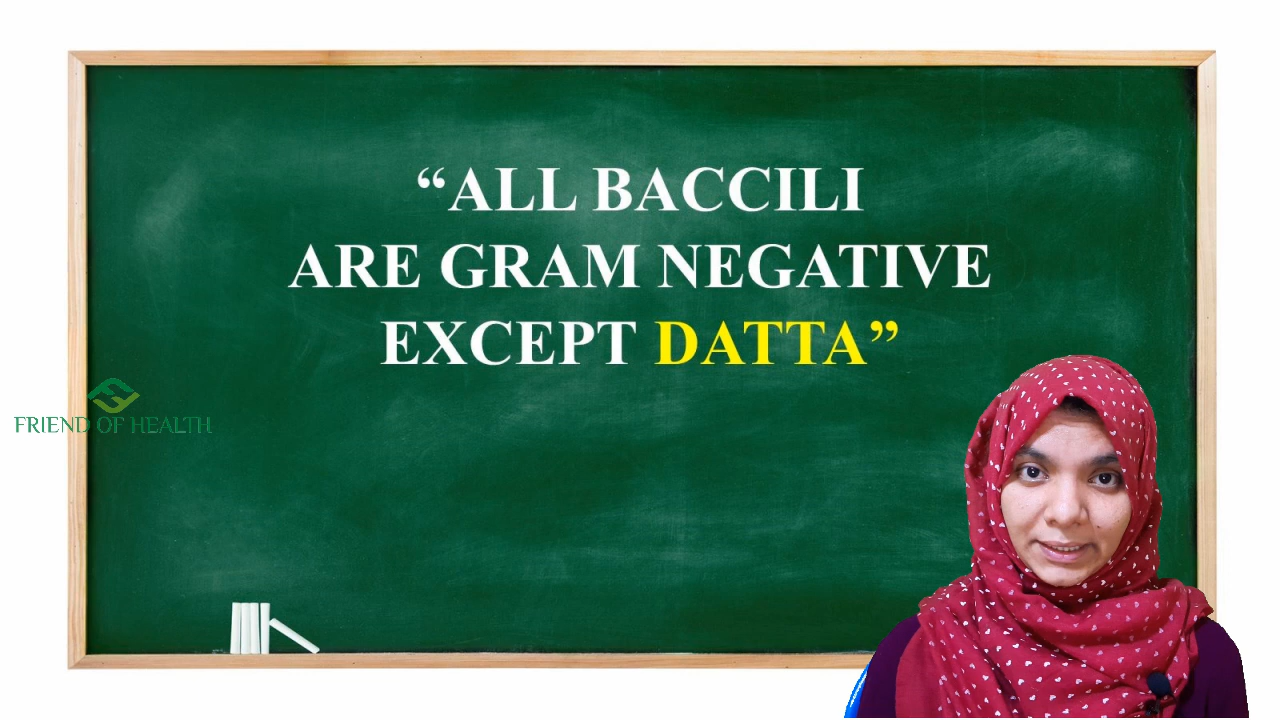 “ALL BACCILI
ARE GRAM NEGATIVE
EXCEPT DATTA”
FRIEND OF HEALTH